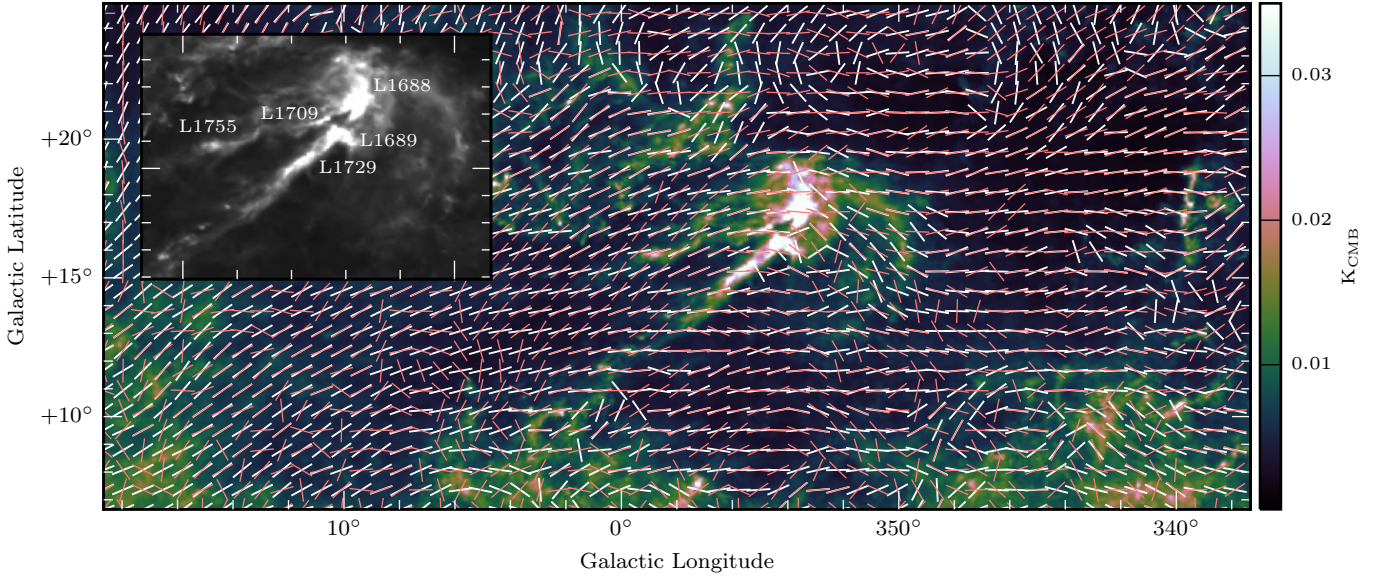 L1688
L1709
L1755
L1689
L1729
+20°
+15°
+10°
Galactic Latitude
10°
0°
350°
340°
Galactic Longitude
0.03
0.02
0.01
K_CMB